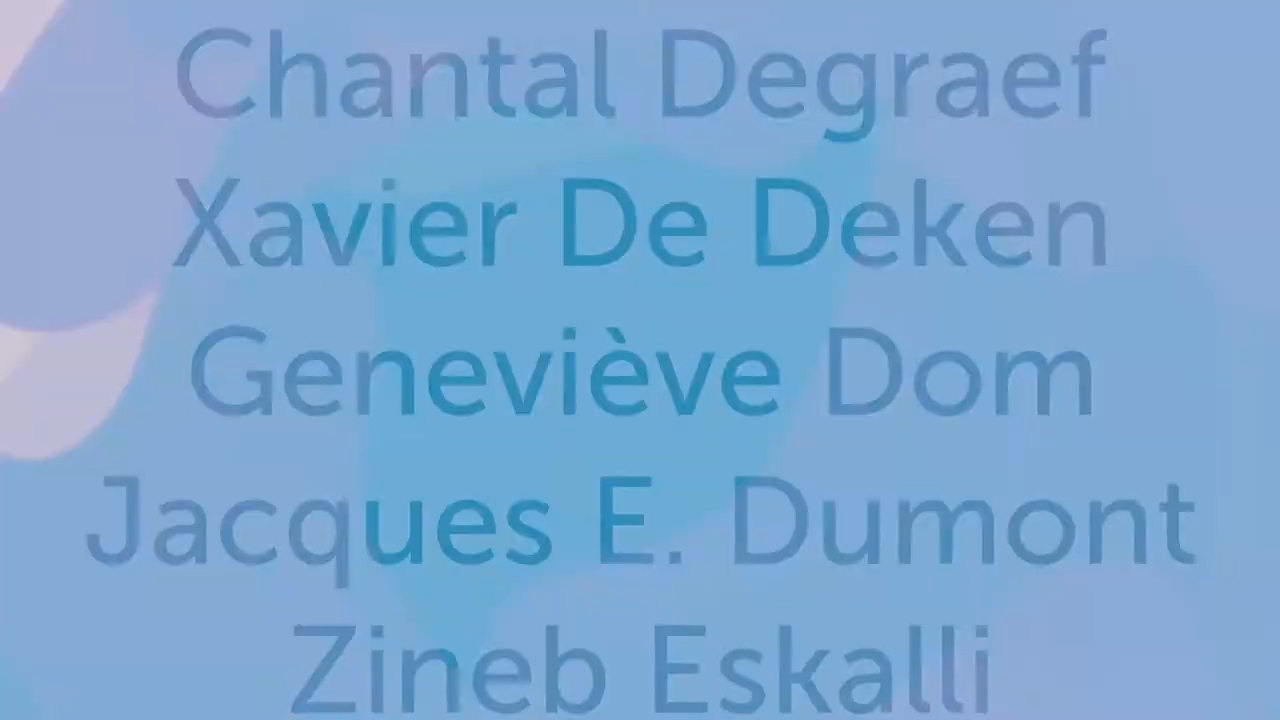 Chantal Degraef
Xavier De Deken
Geneviève Dom
Jacques E. Dumont
Zineb Eskalli